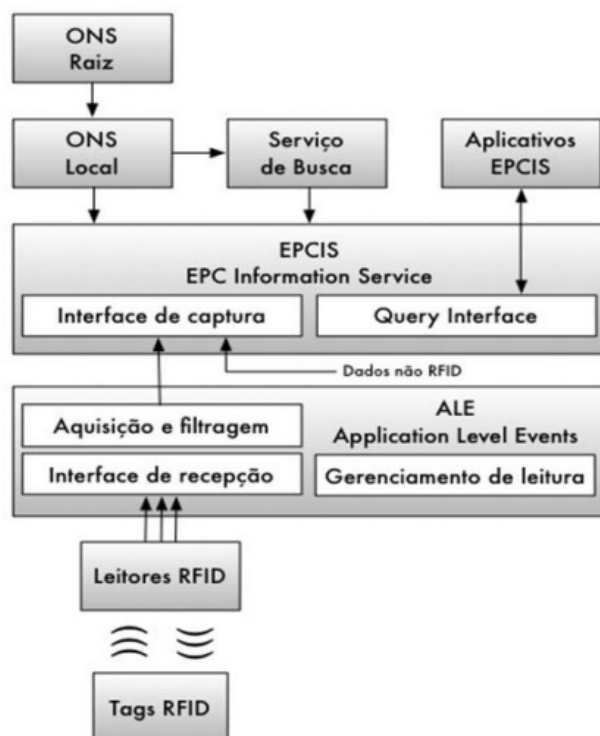 ONS
Raiz
ONS
Local
Serviço
de Busca
Aplicativos
EPCIS
EPCIS
EPC Information Service
Interface de captura
Query Interface
Dados não RFID
ALE
Application Level Events
Aquisição e filtragem
Interface de recepção
Gerenciamento de leitura
Leitores RFID
Tags RFID